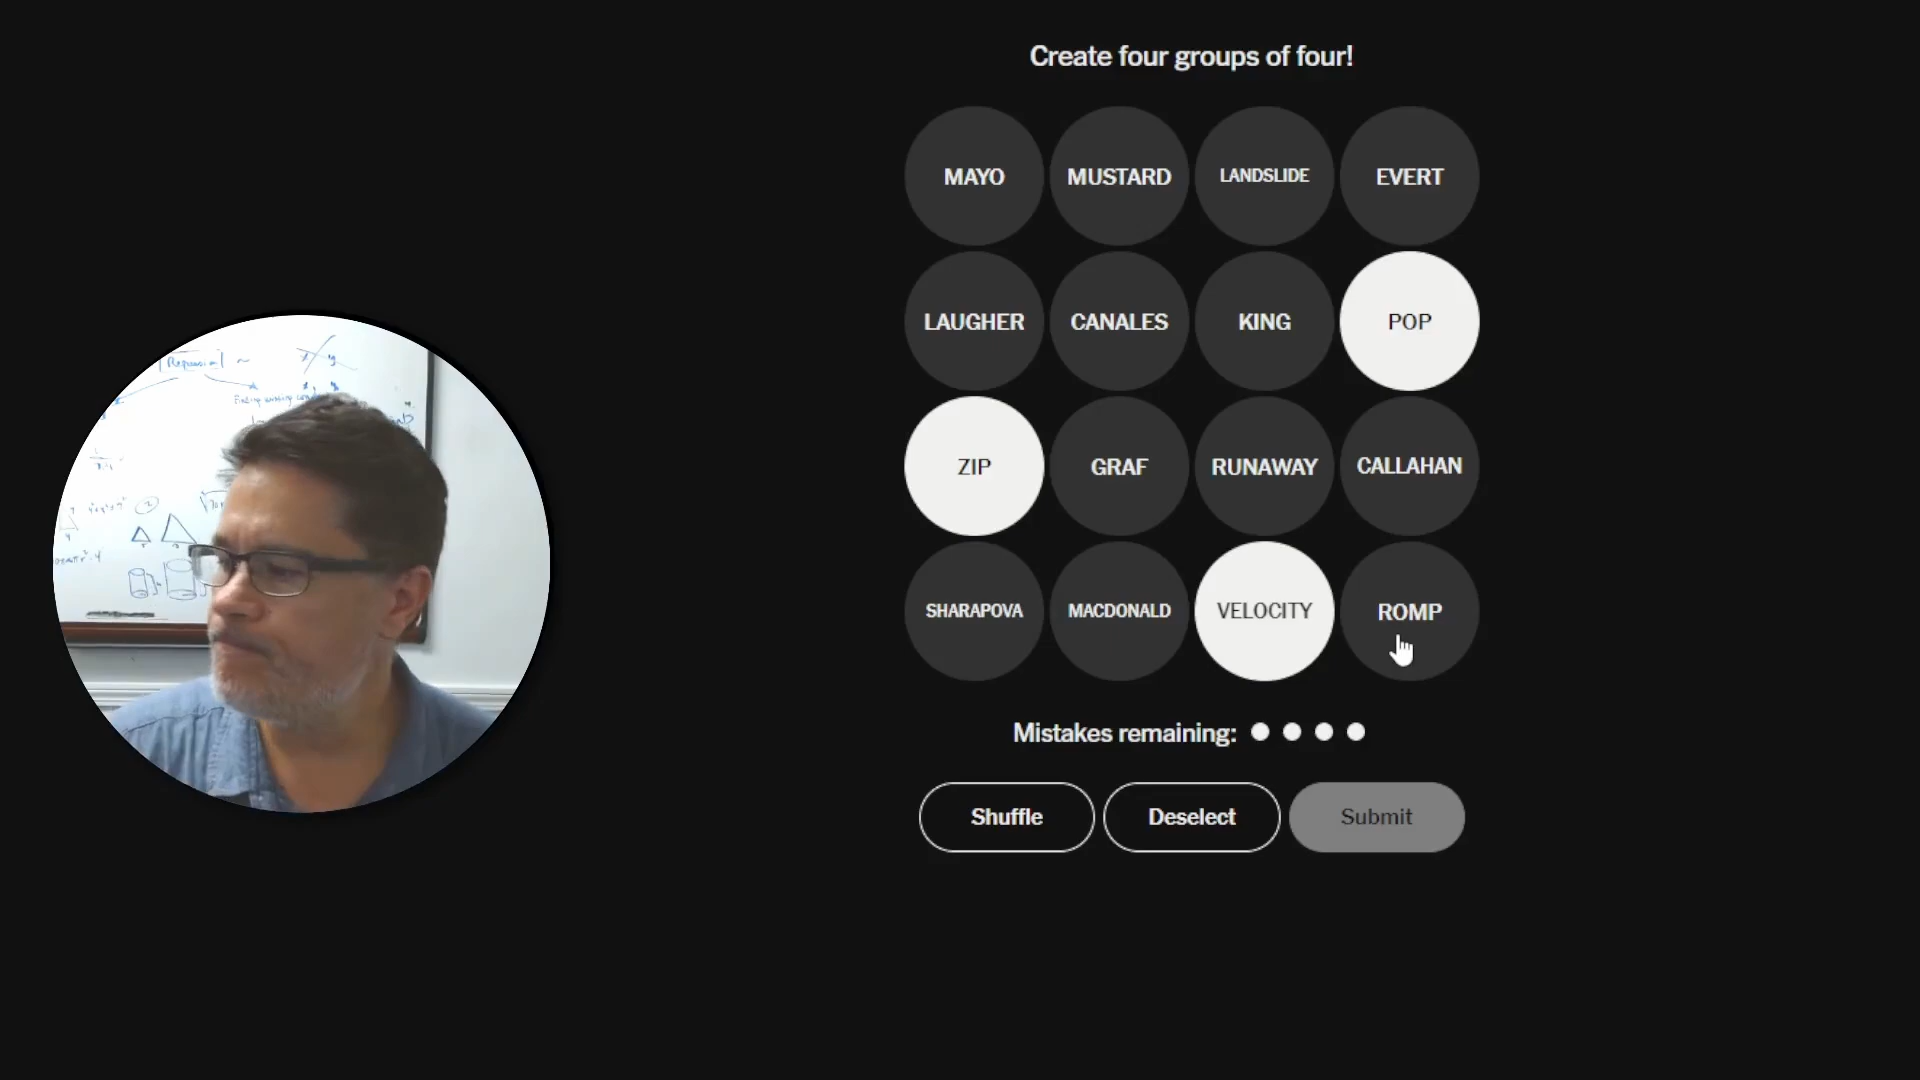 Create four groups of four!
MAYO MUSTARD LANDSLIDE EVERT
LAUGHER CANALES KING POP
ZIP GRAF RUNAWAY CALLAHAN
SHARAPOVA MACDONALD VELOCITY ROMP
Mistakes remaining:
Shuffle Deselect Submit